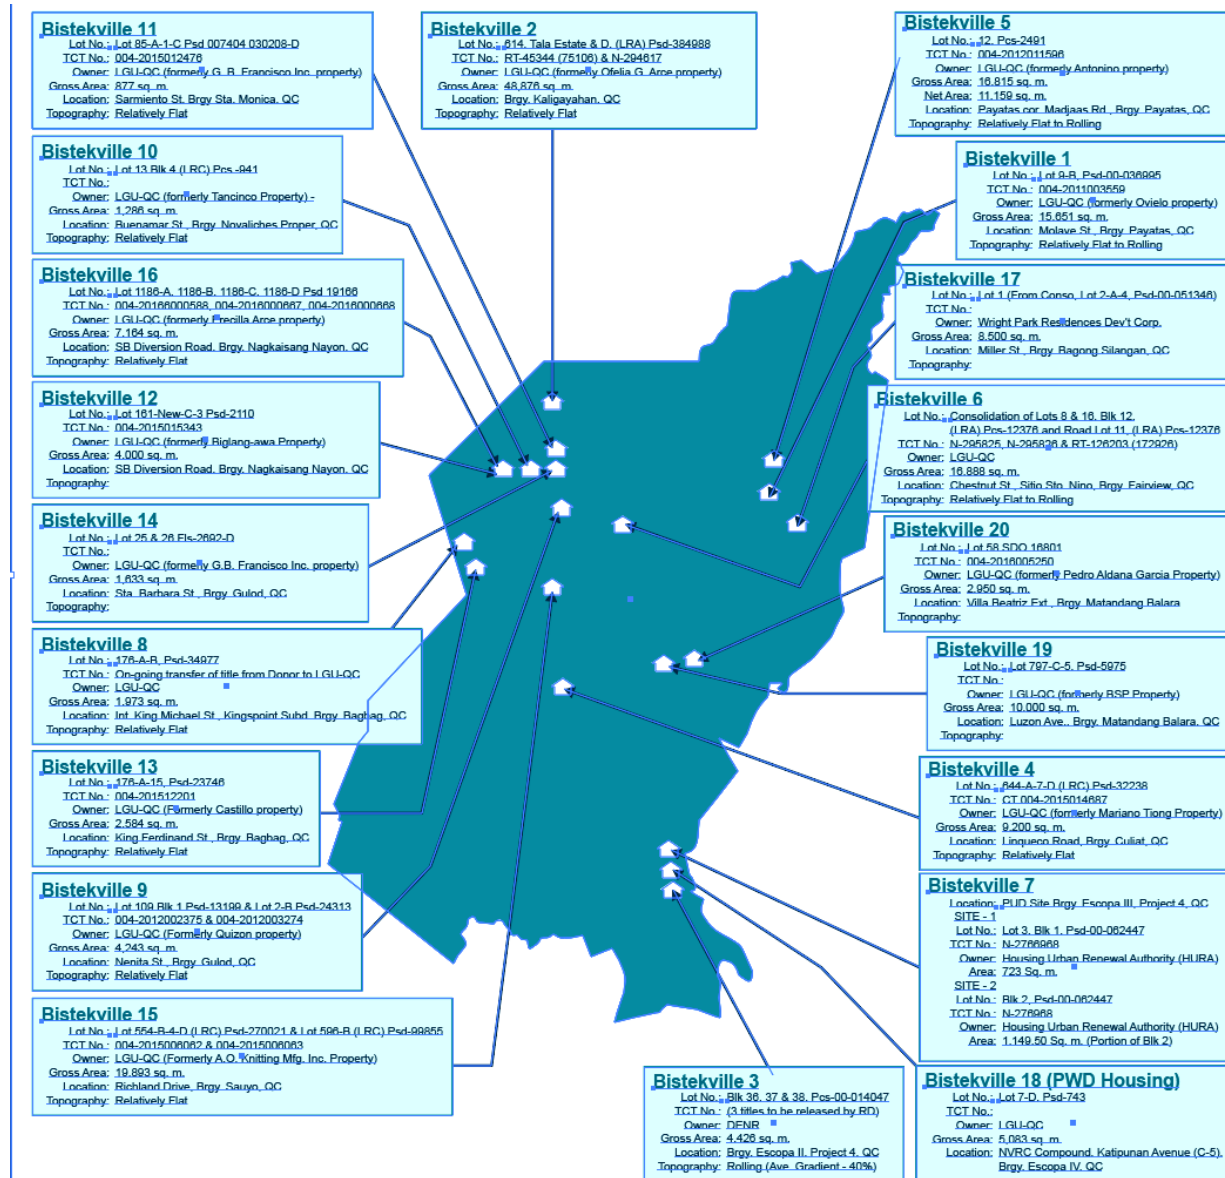 Bistekville 11
Lot No.: Lot 85-A-1-C Psd 007404 030208-D
TCT No.: 004-2015012476
Owner: LGU-QC (formerly G. B. Francisco Inc. property)
Gross Area: 877 sq. m.
Location: Sarmiento St. Brgy Sta. Monica, QC
Topography: Relatively Flat
Bistekville 10
Lot No.: Lot 13 Blk 4 (LRC) Pcs -941
TCT No.:
Owner: LGU-QC (formerly Tancinco Property) -
Gross Area: 1,286 sq. m.
Location: Buenamar St., Brgy. Novaliches Proper, QC
Topography: Relatively Flat
Bistekville 16
Lot No.: Lot 1186-A, 1186-B, 1186-C, 1186-D Psd 19166
TCT No.: 004-20166000588, 004-2016000667, 004-2016000668
Owner: LGU-QC (formerly Precilla Arce property)
Gross Area: 7.164 sq. m.
Location: SB Diversion Road, Brgy. Nagkaisang Nayon, QC
Topography: Relatively Flat
Bistekville 12
Lot No.: Lot 161-New-C-3 Psd-2110
TCT No.: 004-2015015343
Owner: LGU-QC (formerly Biglang-awa Property)
Gross Area: 4.000 sq. m.
Location: SB Diversion Road, Brgy. Nagkaisang Nayon, QC
Topography:
Bistekville 14
Lot No.: Lot 25 & 26 Fls-2692-D
TCT No.:
Owner: LGU-QC (formerly G.B. Francisco Inc. property)
Gross Area: 1,633 sq. m.
Location: Sta. Barbara St., Brgy. Gulod, QC
Topography:
Bistekville 8
Lot No.: 176-A-B, Psd-34977
TCT No.: On-going transfer of title from Donor to LGU-QC
Owner: LGU-QC
Gross Area: 1.973 sq. m.
Location: Int. King Michael St., Kingspoint Subd. Brgy. Bagbag, QC
Topography: Relatively Flat
Bistekville 13
Lot No.: 176-A-15, Psd-23746
TCT No.: 004-201512201
Owner: LGU-QC (Formerly Castillo property)
Gross Area: 2.584 sq. m.
Location: King Ferdinand St., Brgy. Bagbag, QC
Topography: Relatively Flat
Bistekville 9
Lot No.: Lot 109 Blk 1 Psd-13199 & Lot 2-B Psd-24313
TCT No.: 004-2012002375 & 004-2012003274
Owner: LGU-QC (Formerly Quizon property)
Gross Area: 4,243 sq. m.
Location: Nenita St., Brgy. Gulod, QC
Topography: Relatively Flat
Bistekville 15
Lot No.: Lot 554-B-4-D (LRC) Psd-270021 & Lot 596-B (LRC) Psd-99855
TCT No.: 004-2015006062 & 004-2015006063
Owner: LGU-QC (Formerly A.O. Knitting Mfg. Inc. Property)
Gross Area: 19.893 sq. m.
Location: Richland Drive, Brgy. Sauyo, QC
Topography: Relatively Flat
Bistekville 2
Lot No.: 614, Tala Estate & D, (LRA) Psd-384988
TCT No.: RT-45344 (75106) & N-294617
Owner: LGU-QC (formerly Ofelia G. Arce property)
Gross Area: 48,876 sq. m.
Location: Brgy. Kaligayahan, QC
Topography: Relatively Flat
Bistekville 5
Lot No.: 12, Pcs-2491
TCT No.: 004-2012011596
Owner: LGU-QC (formerly Antonino property)
Gross Area: 16.815 sq. m.
Net Area: 11.159 sq. m.
Location: Payatas cor. Madjaas Rd., Brgy. Payatas, QC
Topography: Relatively Flat to Rolling
Bistekville 1
Lot No.: Lot 9-B, Psd-00-036995
TCT No.: 004-2011003559
Owner: LGU-QC (formerly Ovielo property)
Gross Area: 15.651 sq. m.
Location: Molave St., Brgy. Payatas, QC
Topography: Relatively Flat to Rolling
Bistekville 17
Lot No.: Lot 1 (From Conso, Lot 2-A-4, Psd-00-051346)
TCT No.:
Owner: Wright Park Residences Dev't Corp.
Gross Area: 8.500 sq. m.
Location: Miller St., Brgy. Bagong Silangan, QC
Topography:
Bistekville 6
Lot No.: Consolidation of Lots 8 & 16, Blk 12,
(LRA) Pcs-12376 and Road Lot 11, (LRA) Pcs-12376
TCT No.: N-295825, N-295826 & RT-126203 (172926)
Owner: LGU-QC
Gross Area: 16.888 sq. m.
Location: Chestnut St., Sitio Sto. Nino, Brgy. Fairview, QC
Topography: Relatively Flat to Rolling
Bistekville 20
Lot No.: Lot 58 SDO 16801
TCT No.: 004-2016005250
Owner: LGU-QC (formerly Pedro Aldana Garcia Property)
Gross Area: 2.950 sq. m.
Location: Villa Beatriz Ext., Brgy. Matandang Balara
Topography:
Bistekville 19
Lot No.: Lot 797-C-5, Psd-5975
TCT No.:
Owner: LGU-QC (formerly BSP Property)
Gross Area: 10.000 sq. m.
Location: Luzon Ave., Brgy. Matandang Balara, QC
Topography:
Bistekville 4
Lot No.: 644-A-7-D (LRC) Psd-32238
TCT No.: CT 004-2015014687
Owner: LGU-QC (formerly Mariano Tiong Property)
Gross Area: 9.200 sq. m.
Location: Linqueco Road, Brgy. Culiat, QC
Topography: Relatively Flat
Bistekville 7
Location: PUD Site Brgy. Escopa III, Project 4, QC
SITE - 1
Lot No.: Lot 3, Blk 1, Psd-00-062447
TCT No.: N-2766968
Owner: Housing Urban Renewal Authority (HURA)
Area: 723 Sq. m.
SITE - 2
Lot No.: Blk 2, Psd-00-062447
TCT No.: N-276968
Owner: Housing Urban Renewal Authority (HURA)
Area: 1.149.50 Sq. m. (Portion of Blk 2)
Bistekville 3
Lot No.: Blk 36, 37 & 38, Pcs-00-014047
TCT No.: (3 titles to be released by RD)
Owner: DENR
Gross Area: 4.426 sq. m.
Location: Brgy. Escopa II, Project 4, QC
Topography: Rolling (Ave. Gradient - 40%)
Bistekville 18 (PWD Housing)
Lot No.: Lot 7-D, Psd-743
TCT No.:
Owner: LGU-QC
Gross Area: 5,083 sq. m.
Location: NVRC Compound, Katipunan Avenue (C-5),
Brgy. Escopa IV, QC